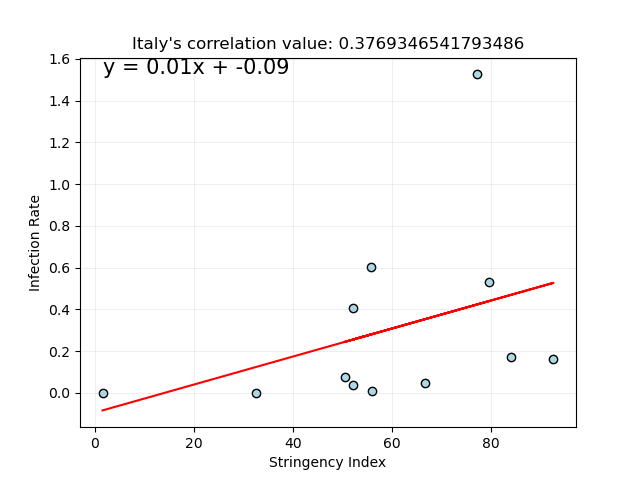 Italy's correlation value: 0.3769346541793486
y = 0.01x + -0.09
1.6
1.4
1.2
1.0
0.8
0.6
0.4
0.2
0.0
Infection Rate
0 20 40 60 80
Stringency Index